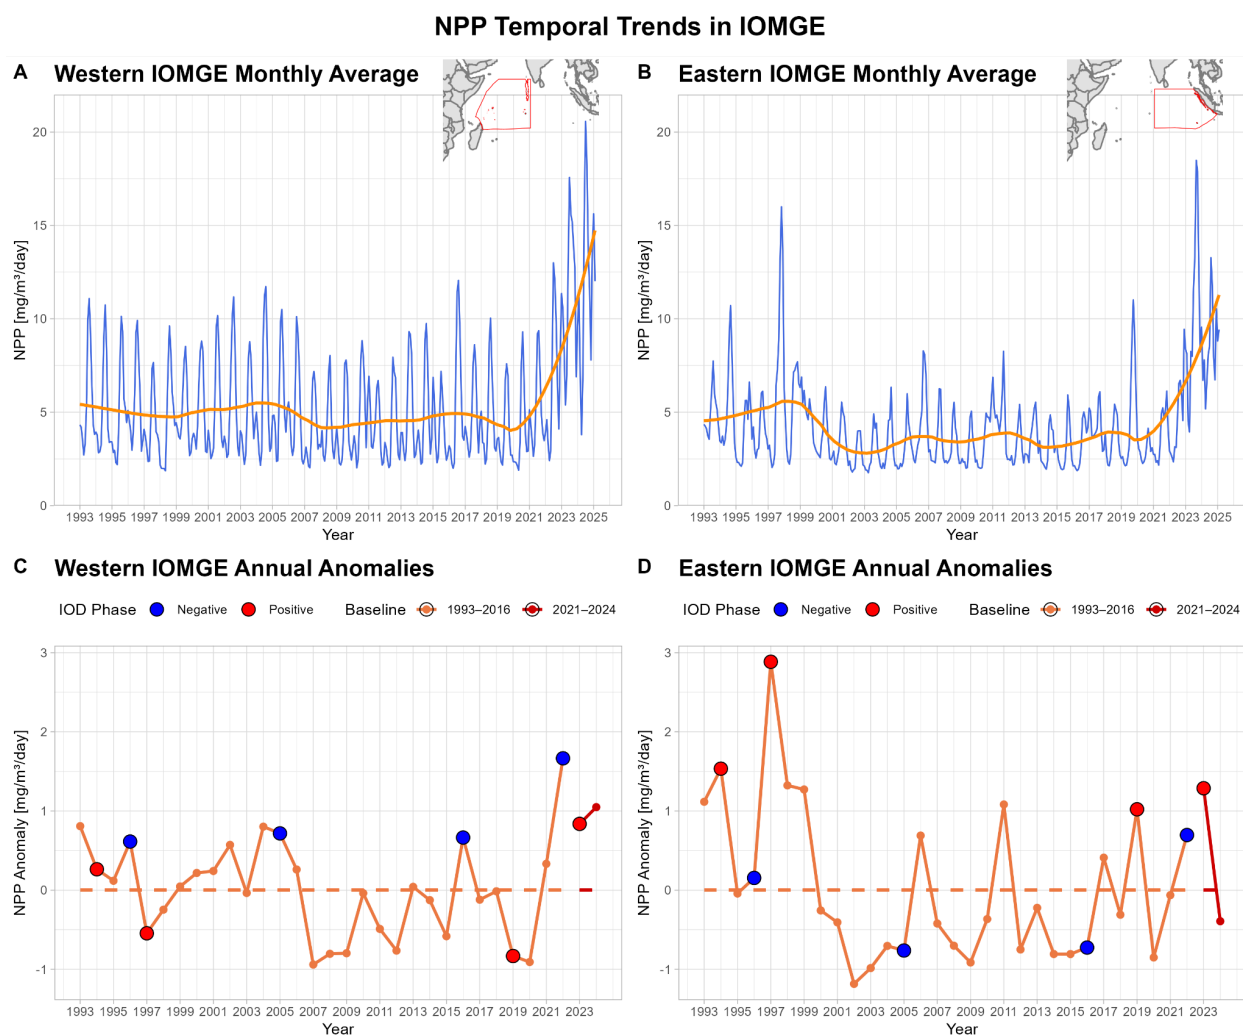 NPP Temporal Trends in IOMGE
A Western IOMGE Monthly Average
NPP [mg/m³/day]
20
15
10
5
0
1993 1995 1997 1999 2001 2003 2005 2007 2009 2011 2013 2015 2017 2019 2021 2023 2025
Year
B Eastern IOMGE Monthly Average
NPP [mg/m³/day]
20
15
10
5
0
1993 1995 1997 1999 2001 2003 2005 2007 2009 2011 2013 2015 2017 2019 2021 2023 2025
Year
C Western IOMGE Annual Anomalies
IOD Phase Negative Positive Baseline 1993–2016 2021–2024
NPP Anomaly [mg/m³/day]
3
2
1
0
-1
1993 1995 1997 1999 2001 2003 2005 2007 2009 2011 2013 2015 2017 2019 2021 2023
Year
D Eastern IOMGE Annual Anomalies
IOD Phase Negative Positive Baseline 1993–2016 2021–2024
NPP Anomaly [mg/m³/day]
3
2
1
0
-1
1993 1995 1997 1999 2001 2003 2005 2007 2009 2011 2013 2015 2017 2019 2021 2023
Year